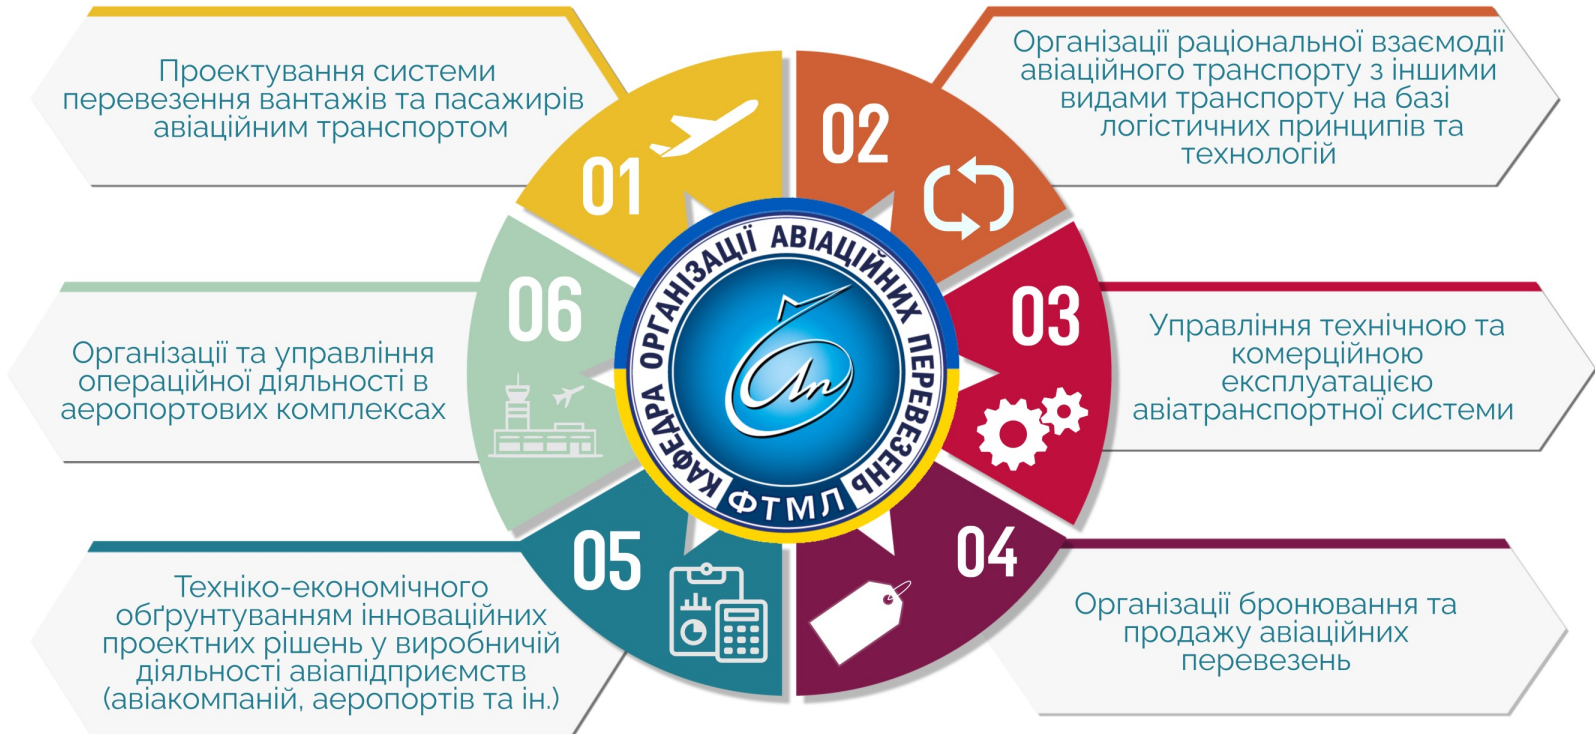 01
Проектування системи
перевезення вантажів та пасажирів
авіаційним транспортом
02
Організації раціональної взаємодії
авіаційного транспорту з іншими
видами транспорту на базі
логістичних принципів та
технологій
03
Управління технічною та
комерційною
експлуатацією
авіатранспортної системи
04
Організації бронювання та
продажу авіаційних
перевезень
05
Техніко-економічного
обґрунтуванням інноваційних
проектних рішень у виробничій
діяльності авіапідприємств
(авіакомпаній, аеропортів та ін.)
06
Організації та управління
операційної діяльності в
аеропортових комплексах
КАФЕДРА ОРГАНІЗАЦІЇ АВІАЦІЙНИХ ПЕРЕВЕЗЕНЬ
ФТМЛ